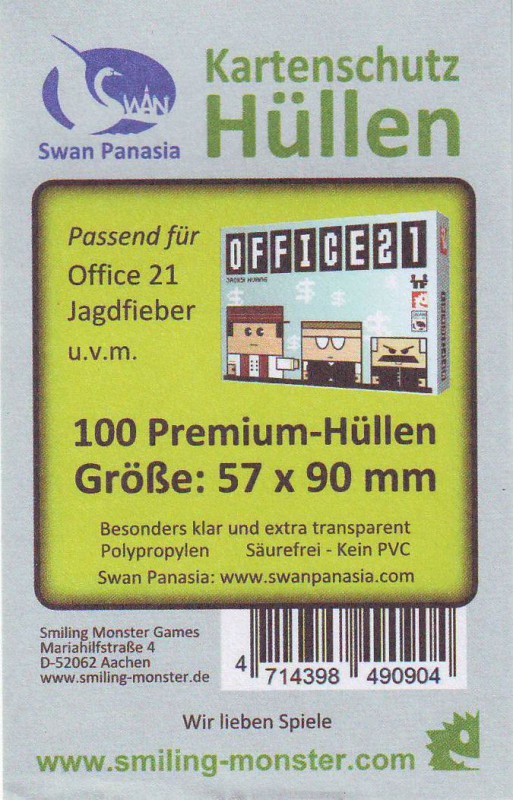 SWAN
Swan Panasia
Kartenschutz
Hüllen
Passend für
Office 21
Jagdfieber
u.v.m.
OFFICE21
100 Premium-Hüllen
Größe: 57 x 90 mm
Besonders klar und extra transparent
Polypropylen Säurefrei - Kein PVC
Swan Panasia: www.swanpanasia.com
Smiling Monster Games
Mariahilfstraße 4
D-52062 Aachen
www.smiling-monster.de
4 714398 490904
Wir lieben Spiele
www.smiling-monster.com